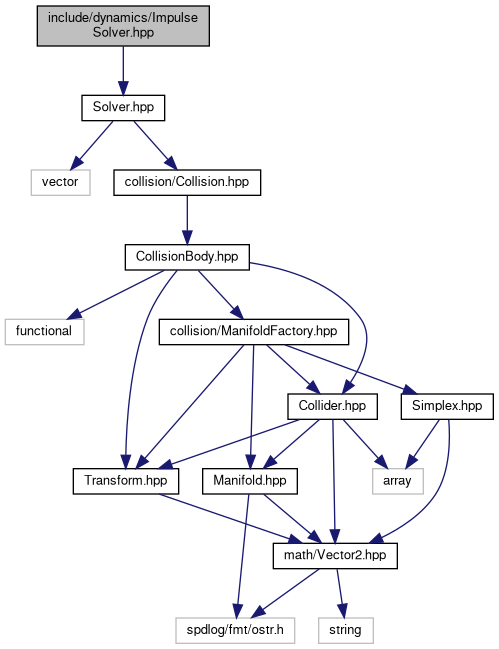 include/dynamics/Impulse
Solver.hpp
Solver.hpp
vector
collision/Collision.hpp
CollisionBody.hpp
functional
collision/ManifoldFactory.hpp
Collider.hpp
Simplex.hpp
Transform.hpp
Manifold.hpp
array
math/Vector2.hpp
spdlog/fmt/ostr.h
string